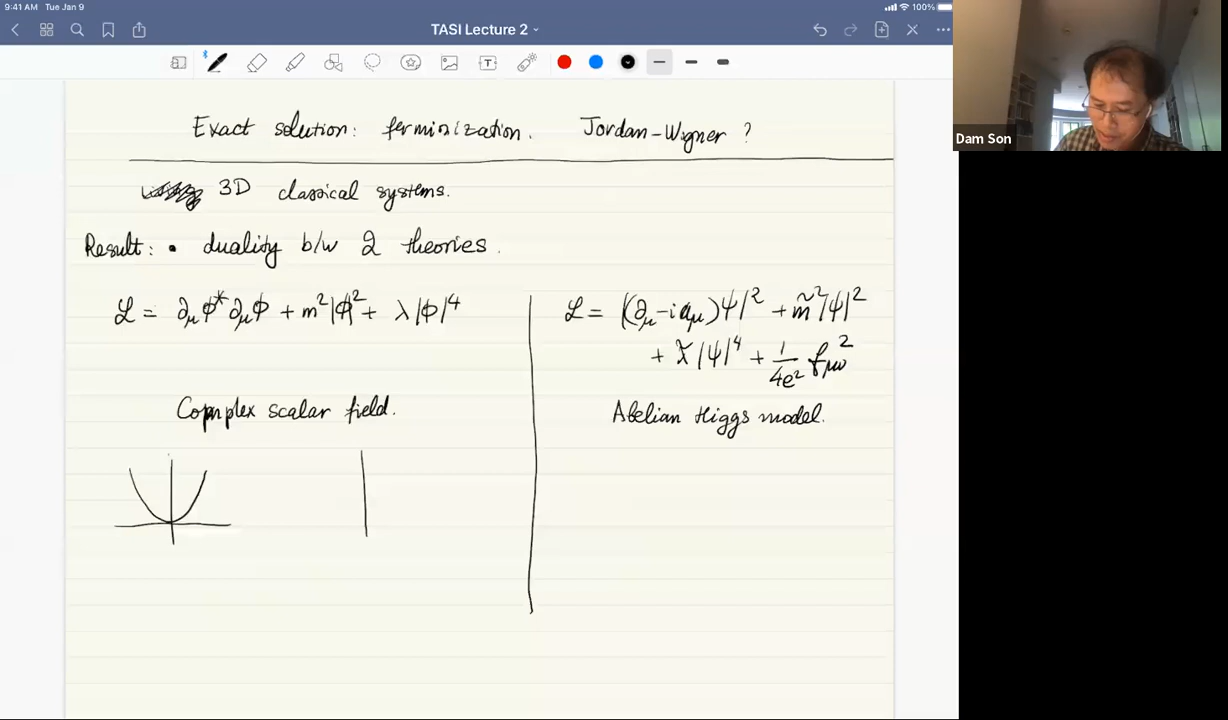 9:41 AM Tue Jan 9
100%
TASI Lecture 2
T
Dam Son
Exact solution: fermionization. Jordan-Wigner ?
3D classical systems.
Result: • duality b/w 2 theories.
ℒ = ∂μϕ*∂μϕ + m²|ϕ|² + λ|ϕ|⁴
ℒ = |(∂μ-iaμ)ψ|² + m̃²|ψ|²
+ λ̃|ψ|⁴ + 1/4e² fμν²
Complex scalar field.
Abelian Higgs model.